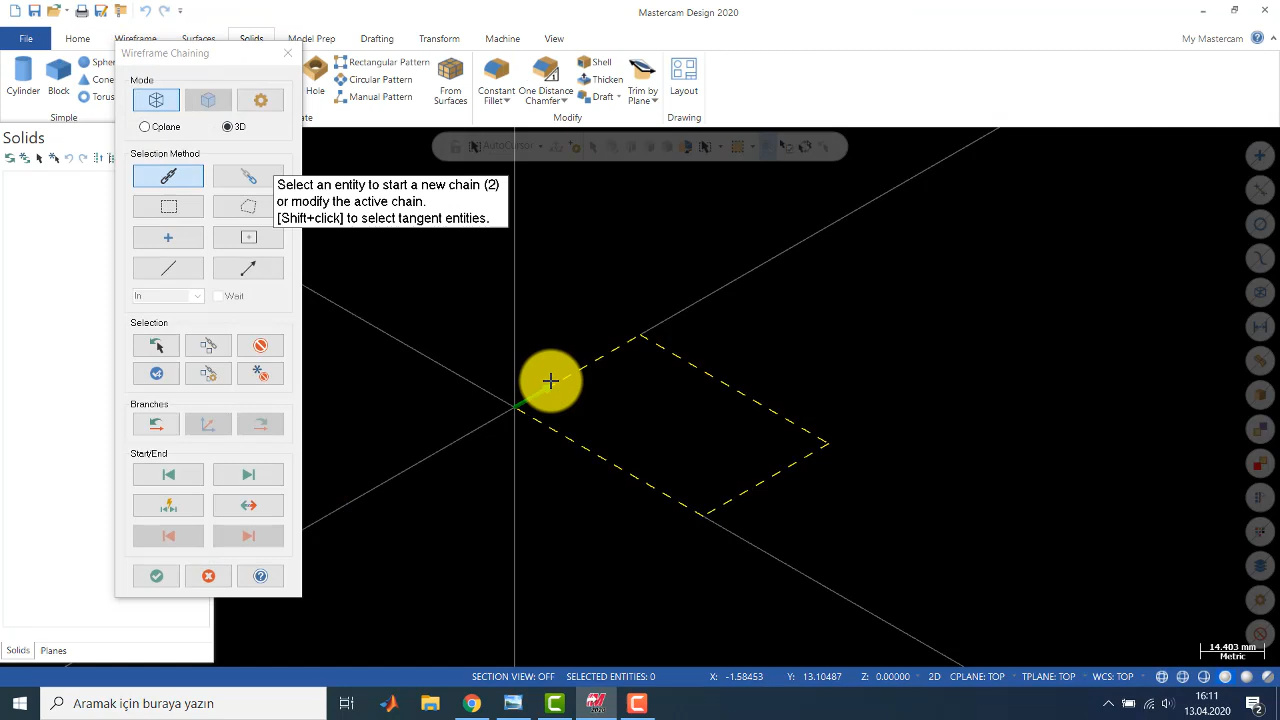 Mastercam Design 2020
File
Home
Wireframe
Surfaces
Solids
Model Prep
Drafting
Transform
Machine
View
My Mastercam
Wireframe Chaining
Mode
Cplane
3D
Selection Method
In
Wait
Selection
Branches
Start/End
Cylinder
Block
Simple
Hole
Rectangular Pattern
Circular Pattern
Manual Pattern
From
Surfaces
Constant
Fillet
One Distance
Chamfer
Shell
Thicken
Draft
Trim by
Plane
Modify
Layout
Drawing
Solids
AutoCursor
Select an entity to start a new chain (2)
or modify the active chain.
[Shift+click] to select tangent entities.
Solids
Planes
14.403 mm
Metric
SECTION VIEW: OFF
SELECTED ENTITIES: 0
X: -1.58453
Y: 13.10487
Z: 0.00000
2D
CPLANE: TOP
TPLANE: TOP
WCS: TOP
Aramak için buraya yazın
2020
16:11
13.04.2020
2